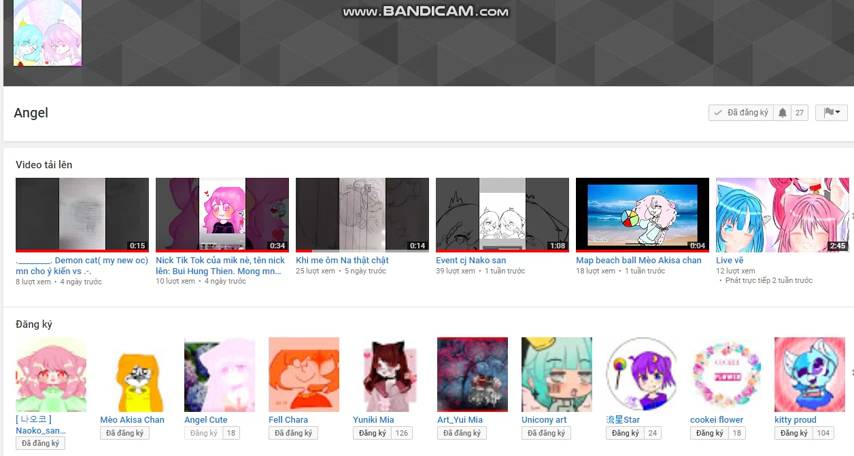 www.BANDICAM.com
Angel
Đã đăng ký 27
Video tải lên
0:15
0:34
0:14
1:08
0:04
2:45
._________. Demon cat( my new oc)
mn cho ý kiến vs .-.
8 lượt xem • 4 ngày trước
Nick Tik Tok của mik nè, tên nick
lên: Bui Hung Thien. Mong mn...
10 lượt xem • 4 ngày trước
Khi me ôm Na thật chật
25 lượt xem • 5 ngày trước
Event cj Nako san
39 lượt xem • 1 tuần trước
Map beach ball Mèo Akisa chan
18 lượt xem • 1 tuần trước
Live vẽ
12 lượt xem
• Phát trực tiếp 2 tuần trước
Đăng ký
[ 나오코 ]
Naoko_san...
Đã đăng ký
Mèo Akisa Chan
Đã đăng ký
Angel Cute
Đăng ký 18
Fell Chara
Đã đăng ký
Yuniki Mia
Đăng ký 126
Art_Yui Mia
Đã đăng ký
Unicony art
Đã đăng ký
流星Star
Đăng ký 24
COOKEI
FLOWER
cookei flower
Đăng ký 18
kitty proud
Đăng ký 104